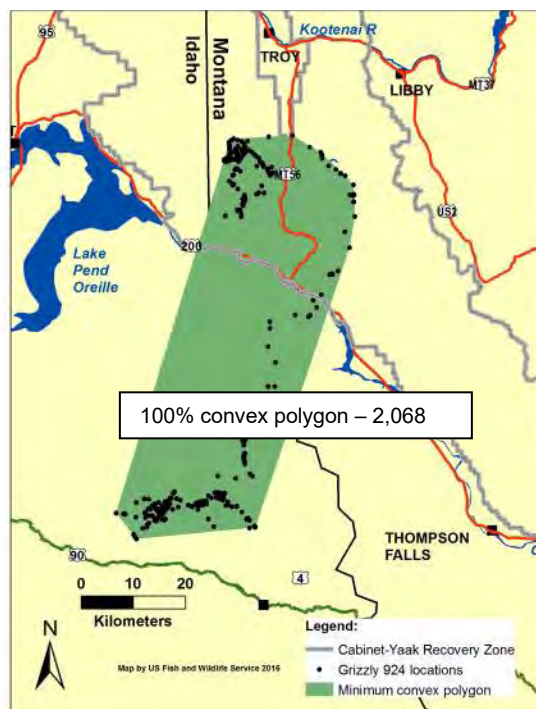 95
Kootenai R
TROY
Montana
Idaho
LIBBY
MT37
T
MT56
US2
200
Lake
Pend
Oreille
100% convex polygon – 2,068
THOMPSON
FALLS
90
4
0 10 20
Kilometers
N
Map by US Fish and Wildlife Service 2016
Legend:
Cabinet-Yaak Recovery Zone
Grizzly 924 locations
Minimum convex polygon